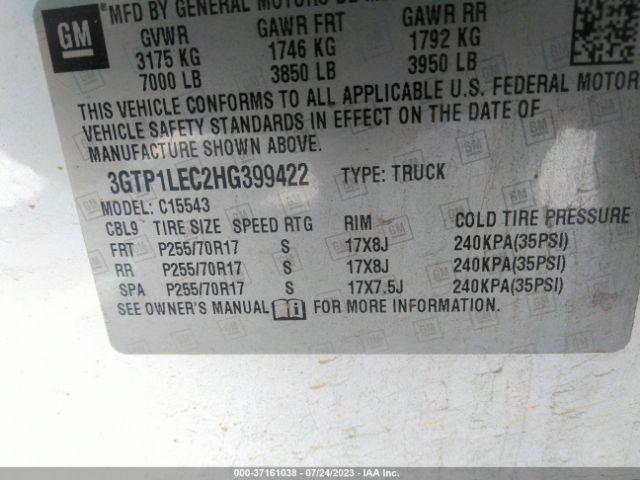 MFD BY GENERAL MOTORS DE
GM
GVWR GAWR FRT GAWR RR
3175 KG 1746 KG 1792 KG
7000 LB 3850 LB 3950 LB
THIS VEHICLE CONFORMS TO ALL APPLICABLE U.S. FEDERAL MOTOR
VEHICLE SAFETY STANDARDS IN EFFECT ON THE DATE OF
MANUFACTURE SHOWN ABOVE.
3GTP1LEC2HG399422 TYPE: TRUCK
MODEL: C15543
CBL9 TIRE SIZE SPEED RTG RIM COLD TIRE PRESSURE
FRT P255/70R17 S 17X8J 240KPA(35PSI)
RR P255/70R17 S 17X8J 240KPA(35PSI)
SPA P255/70R17 S 17X7.5J 240KPA(35PSI)
SEE OWNER'S MANUAL i FOR MORE INFORMATION.
000-37161038 - 07/24/2023 - IAA Inc.